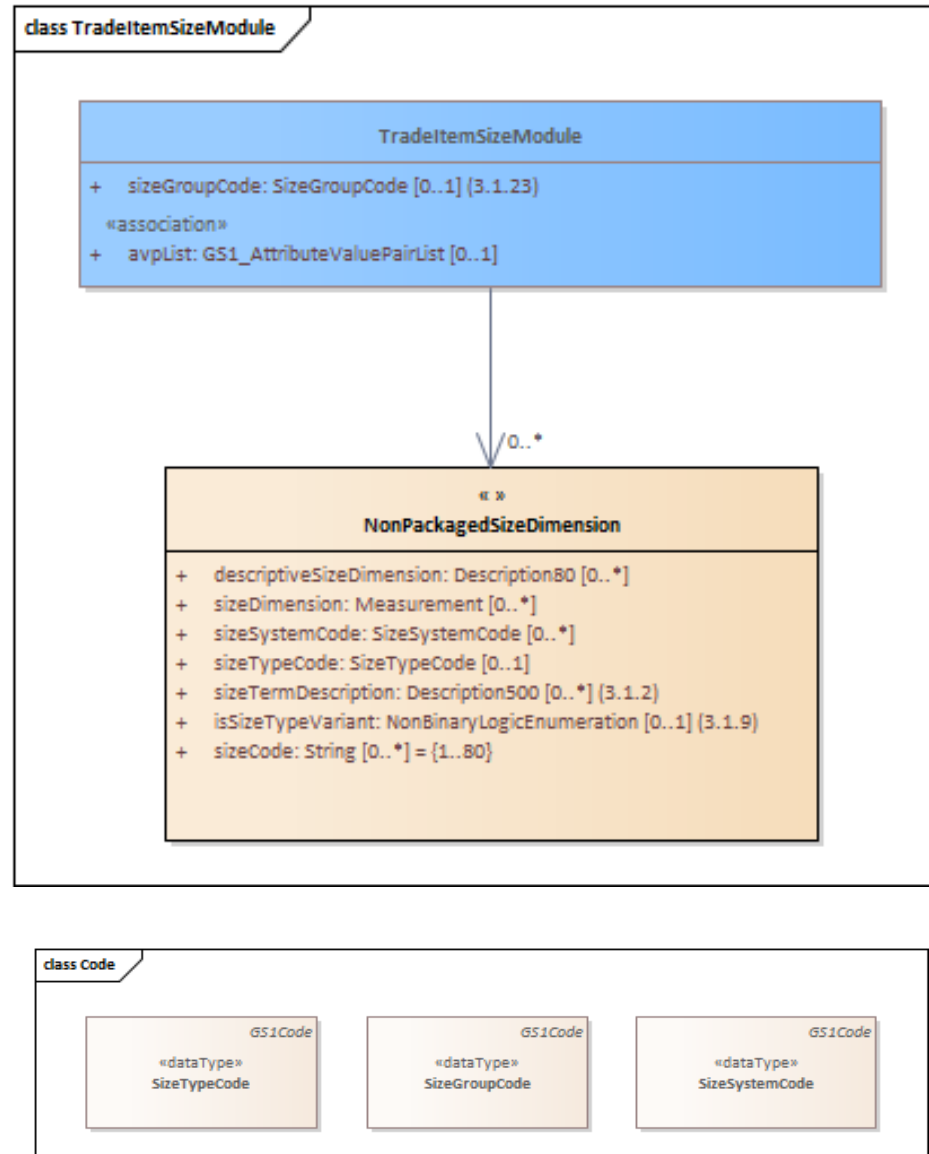 class TradeItemSizeModule
TradeItemSizeModule
+ sizeGroupCode: SizeGroupCode [0..1] (3.1.23)
«association»
+ avpList: GS1_AttributeValuePairList [0..1]
0..*
« »
NonPackagedSizeDimension
+ descriptiveSizeDimension: Description80 [0..*]
+ sizeDimension: Measurement [0..*]
+ sizeSystemCode: SizeSystemCode [0..*]
+ sizeTypeCode: SizeTypeCode [0..1]
+ sizeTermDescription: Description500 [0..*] (3.1.2)
+ isSizeTypeVariant: NonBinaryLogicEnumeration [0..1] (3.1.9)
+ sizeCode: String [0..*] = {1..80}
class Code
GS1Code
«dataType»
SizeTypeCode
GS1Code
«dataType»
SizeGroupCode
GS1Code
«dataType»
SizeSystemCode